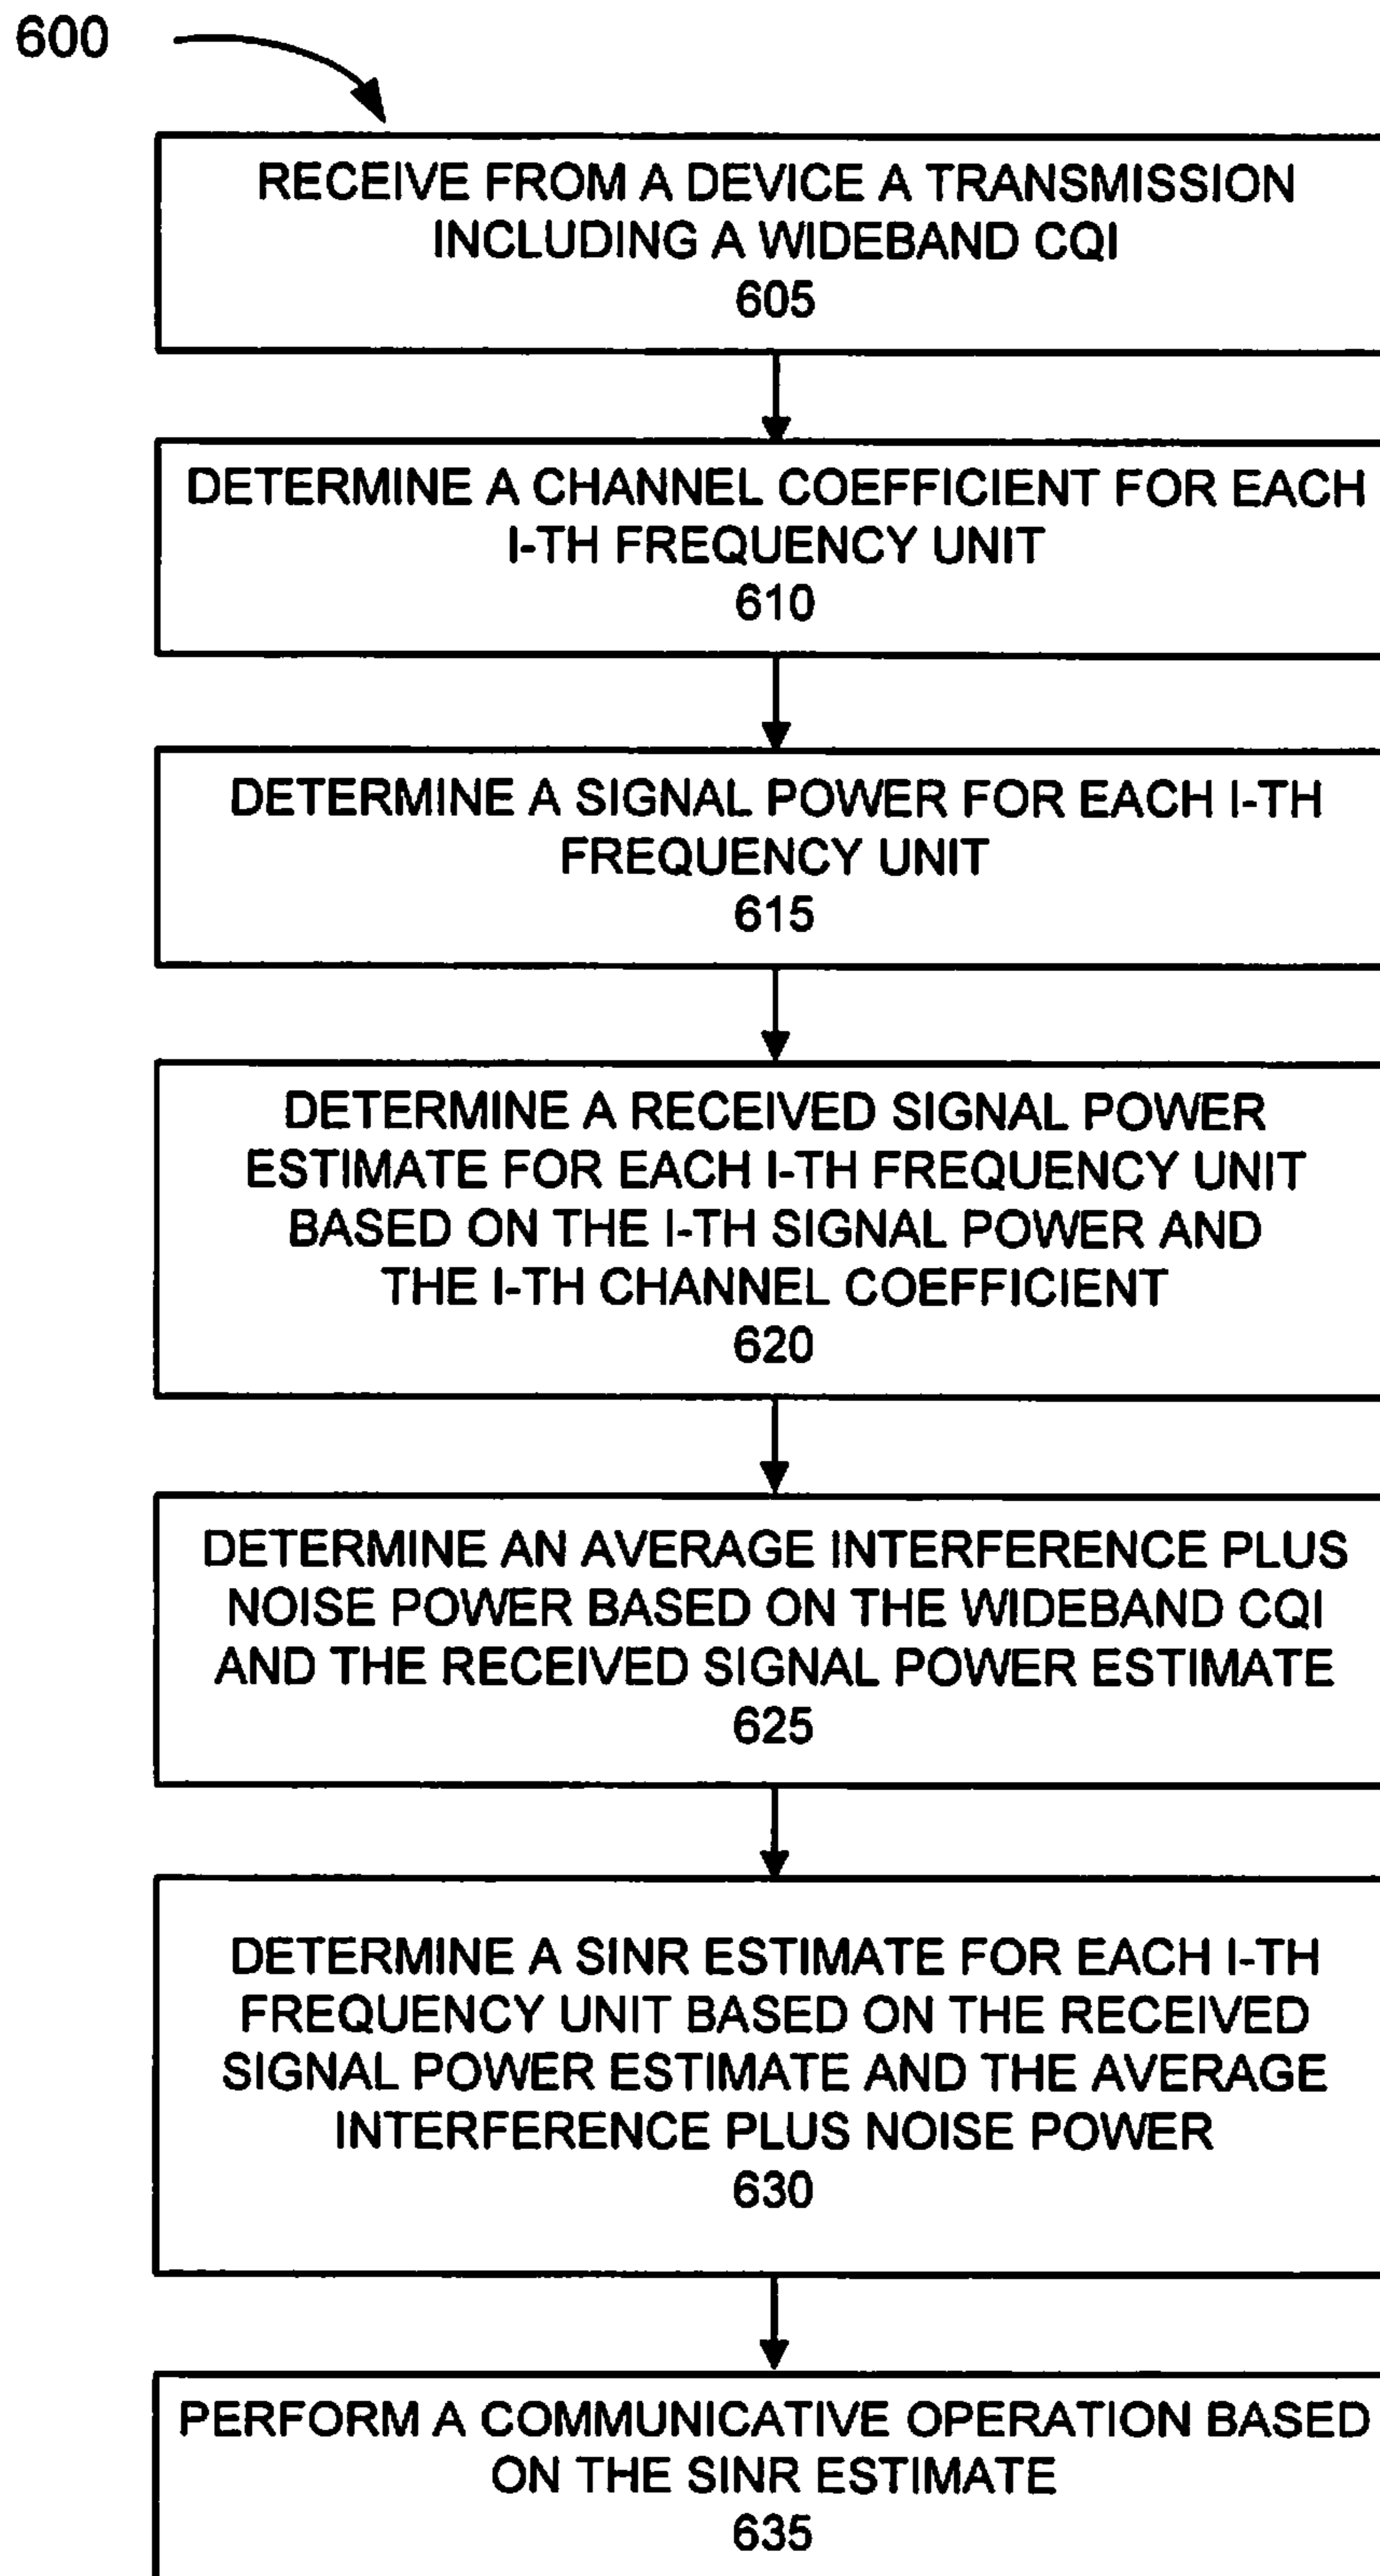 600
RECEIVE FROM A DEVICE A TRANSMISSION
INCLUDING A WIDEBAND CQI
605
DETERMINE A CHANNEL COEFFICIENT FOR EACH
I-TH FREQUENCY UNIT
610
DETERMINE A SIGNAL POWER FOR EACH I-TH
FREQUENCY UNIT
615
DETERMINE A RECEIVED SIGNAL POWER
ESTIMATE FOR EACH I-TH FREQUENCY UNIT
BASED ON THE I-TH SIGNAL POWER AND
THE I-TH CHANNEL COEFFICIENT
620
DETERMINE AN AVERAGE INTERFERENCE PLUS
NOISE POWER BASED ON THE WIDEBAND CQI
AND THE RECEIVED SIGNAL POWER ESTIMATE
625
DETERMINE A SINR ESTIMATE FOR EACH I-TH
FREQUENCY UNIT BASED ON THE RECEIVED
SIGNAL POWER ESTIMATE AND THE AVERAGE
INTERFERENCE PLUS NOISE POWER
630
PERFORM A COMMUNICATIVE OPERATION BASED
ON THE SINR ESTIMATE
635